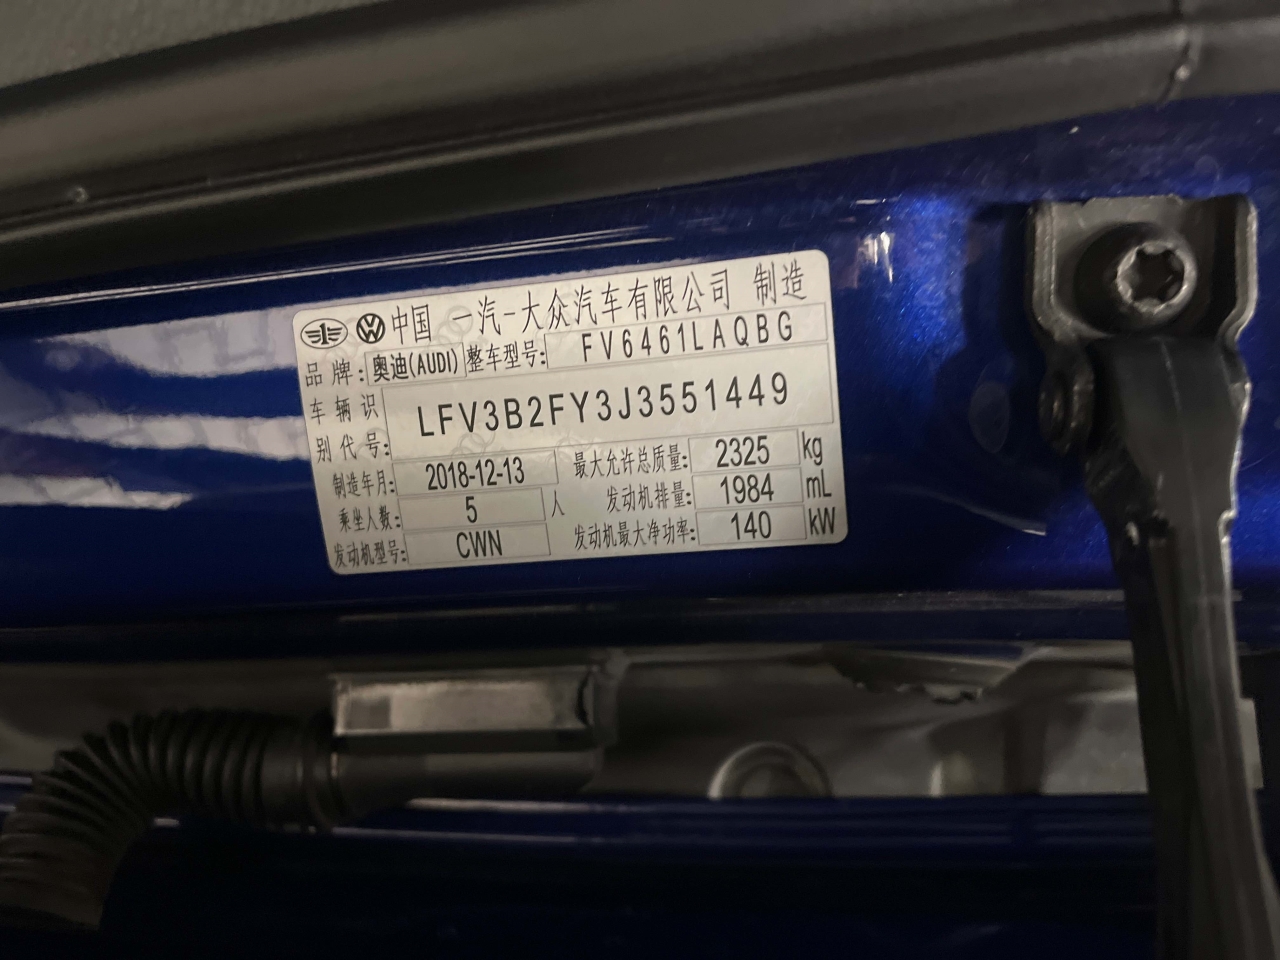 中国 一汽-大众汽车有限公司 制造
品牌: 奥迪(AUDI) 整车型号: FV6461LAQBG
车辆识别代号: LFV3B2FY3J3551449
制造年月: 2018-12-13 最大允许总质量: 2325 kg
乘坐人数: 5 人 发动机排量: 1984 mL
发动机型号: CWN 发动机最大净功率: 140 kW